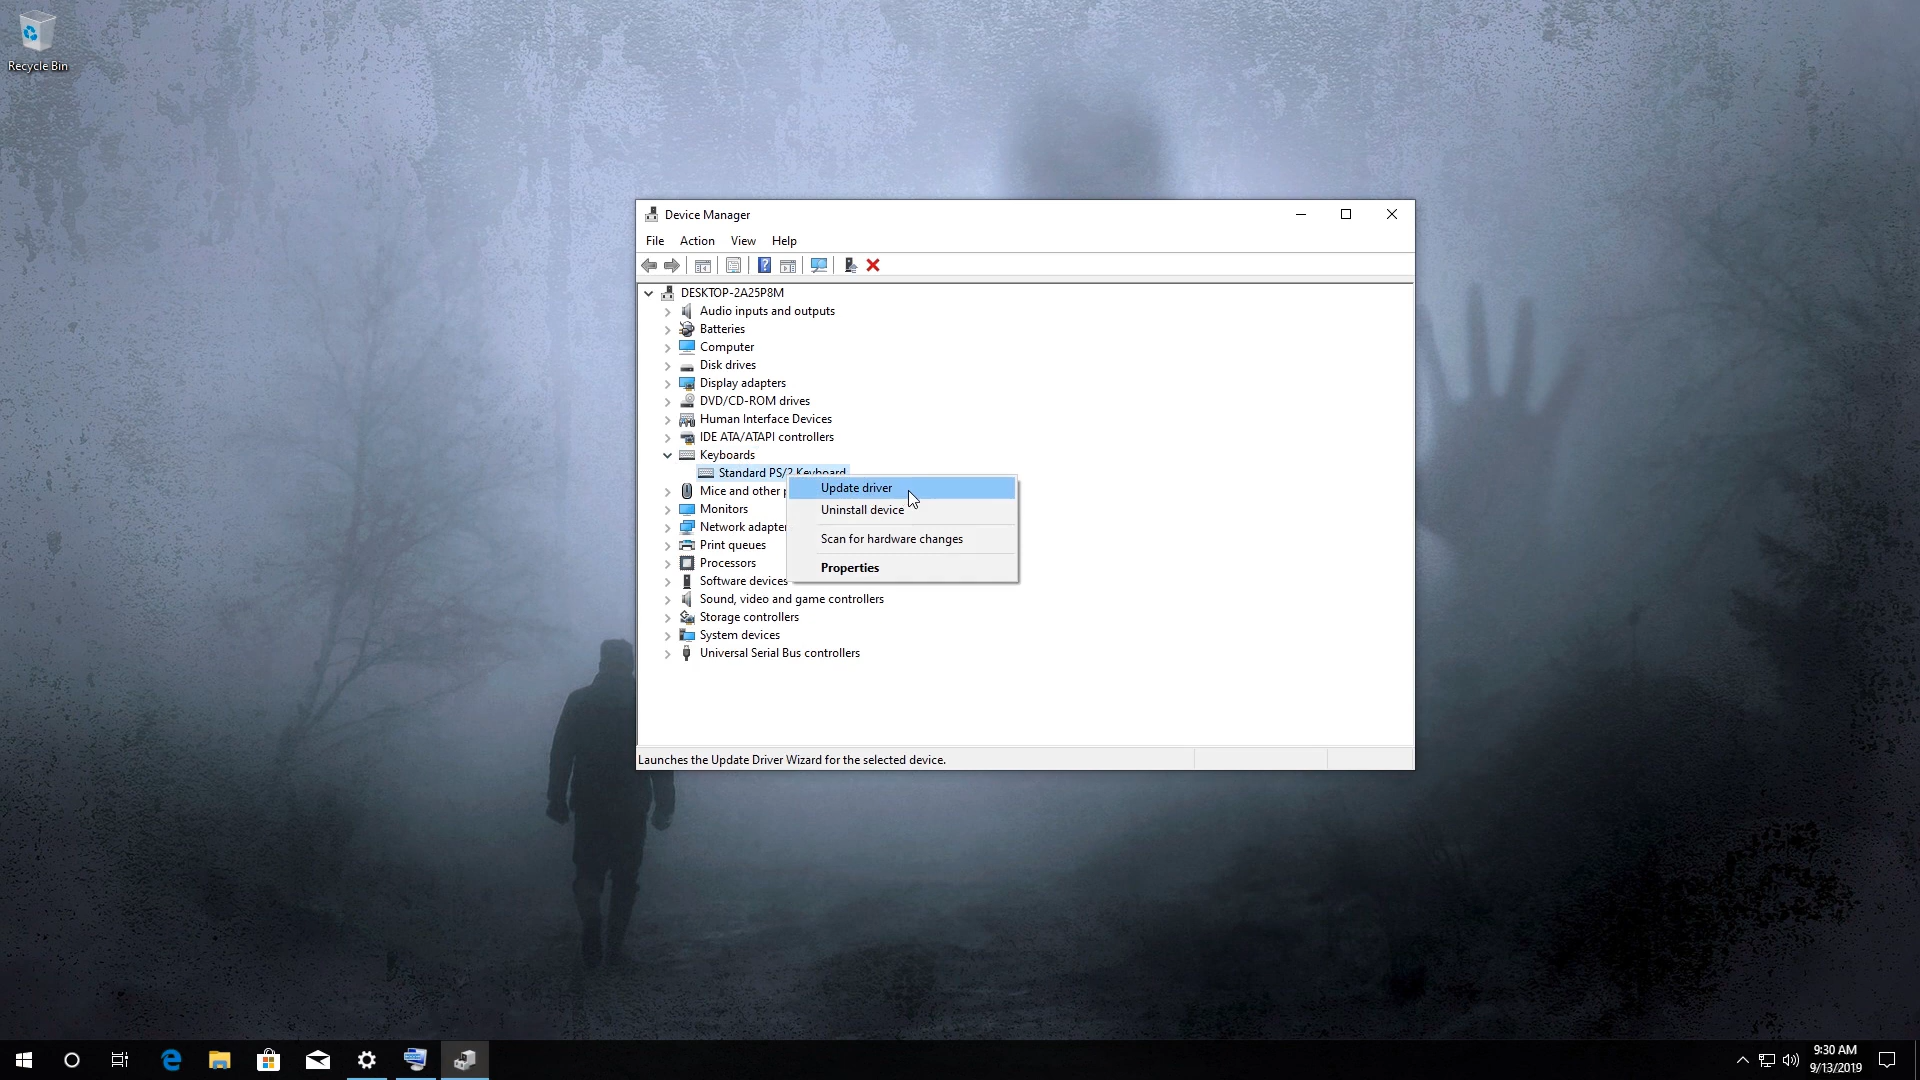 Recycle Bin
Device Manager
File Action View Help
DESKTOP-2A25P8M
Audio inputs and outputs
Batteries
Computer
Disk drives
Display adapters
DVD/CD-ROM drives
Human Interface Devices
IDE ATA/ATAPI controllers
Keyboards
Standard PS/2 Keyboard
Mice and other
Monitors
Network adapter
Print queues
Processors
Software devices
Sound, video and game controllers
Storage controllers
System devices
Universal Serial Bus controllers
Update driver
Uninstall device
Scan for hardware changes
Properties
Launches the Update Driver Wizard for the selected device.
9:30 AM
9/13/2019